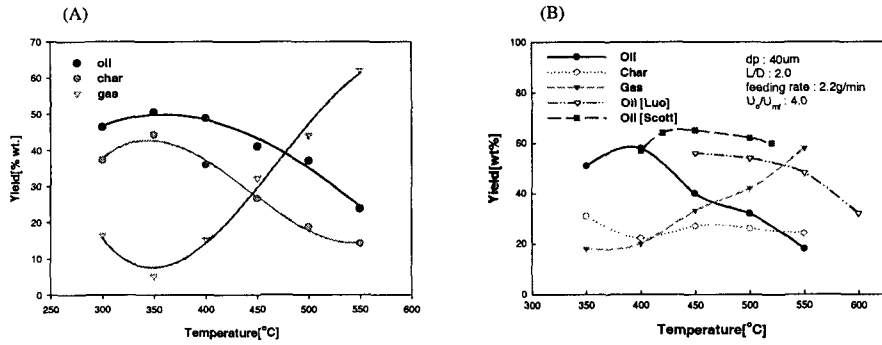 (A)
70
60
50
40
30
20
10
0
Yield[% wt.]
oil
char
gas
250
300
350
400
450
500
550
600
Temperature[°C]
(B)
100
80
60
40
20
0
Yield[wt%]
Oil
Char
Gas
Oil [Luo]
Oil [Scott]
dp : 40um
L/D : 2.0
feeding rate : 2.2g/min
U₀/Umf : 4.0
300
350
400
450
500
550
600
Temperature[°C]